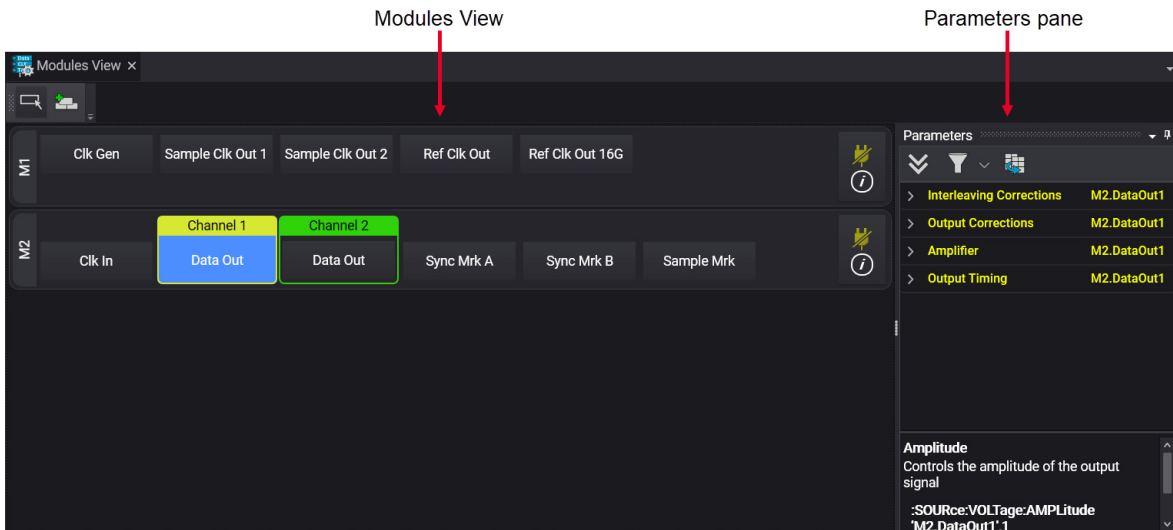 Modules View Parameters pane
Modules View ×
M1 Clk Gen Sample Clk Out 1 Sample Clk Out 2 Ref Clk Out Ref Clk Out 16G
M2 Channel 1 Channel 2
Clk In Data Out Data Out Sync Mrk A Sync Mrk B Sample Mrk
Parameters
Interleaving Corrections M2.DataOut1
Output Corrections M2.DataOut1
Amplifier M2.DataOut1
Output Timing M2.DataOut1
Amplitude
Controls the amplitude of the output
signal
:SOURce:VOLTage:AMPLitude
'M2.DataOut1',1